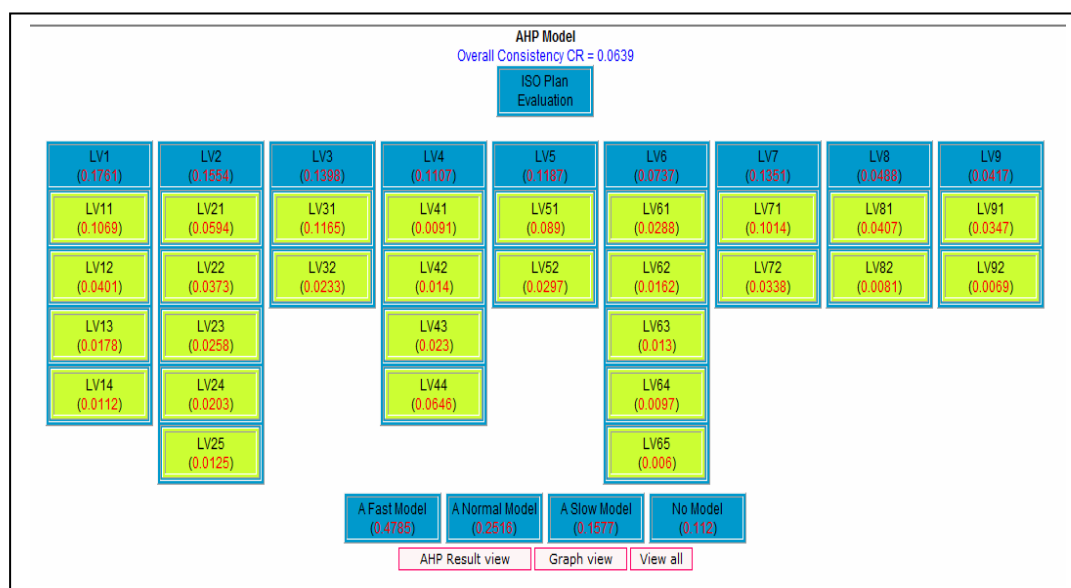 AHP Model
Overall Consistency CR = 0.0639
ISO Plan
Evaluation
LV1 LV2 LV3 LV4 LV5 LV6 LV7 LV8 LV9
(0.1761) (0.1554) (0.1398) (0.1107) (0.1187) (0.0737) (0.1351) (0.0488) (0.0417)
LV11 LV21 LV31 LV41 LV51 LV61 LV71 LV81 LV91
(0.1069) (0.0594) (0.1165) (0.0091) (0.089) (0.0288) (0.1014) (0.0407) (0.0347)
LV12 LV22 LV32 LV42 LV52 LV62 LV72 LV82 LV92
(0.0401) (0.0373) (0.0233) (0.014) (0.0297) (0.0162) (0.0338) (0.0081) (0.0069)
LV13 LV23 LV43 LV63
(0.0178) (0.0258) (0.023) (0.013)
LV14 LV24 LV44 LV64
(0.0112) (0.0203) (0.0646) (0.0097)
LV25 LV65
(0.0125) (0.006)
A Fast Model A Normal Model A Slow Model No Model
(0.4785) (0.2516) (0.1577) (0.112)
AHP Result view Graph view View all